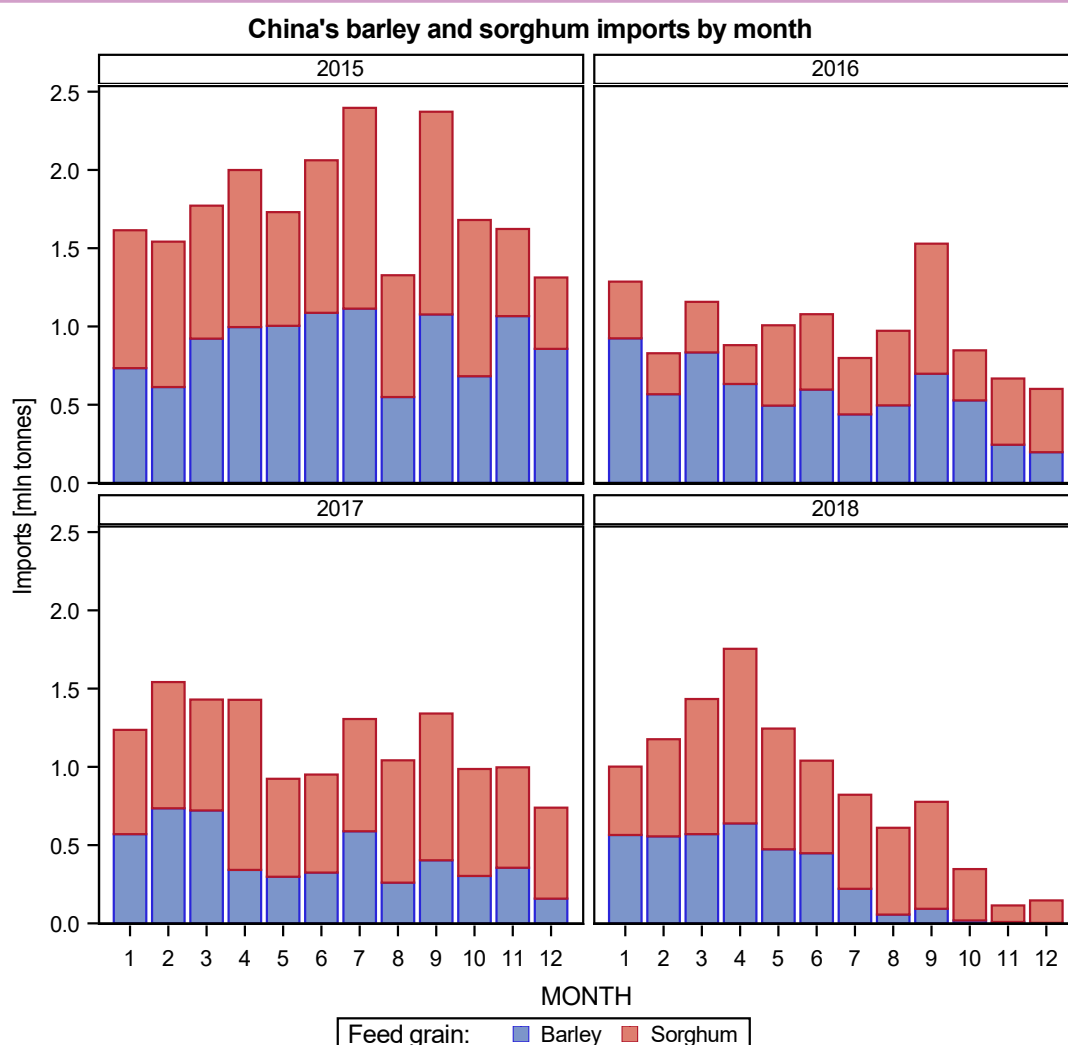 China's barley and sorghum imports by month
2015
2016
2.5
2.0
1.5
1.0
0.5
0.0
2017
2018
2.5
2.0
1.5
1.0
0.5
0.0
Imports [mln tonnes]
1 2 3 4 5 6 7 8 9 10 11 12
1 2 3 4 5 6 7 8 9 10 11 12
MONTH
Feed grain: Barley Sorghum